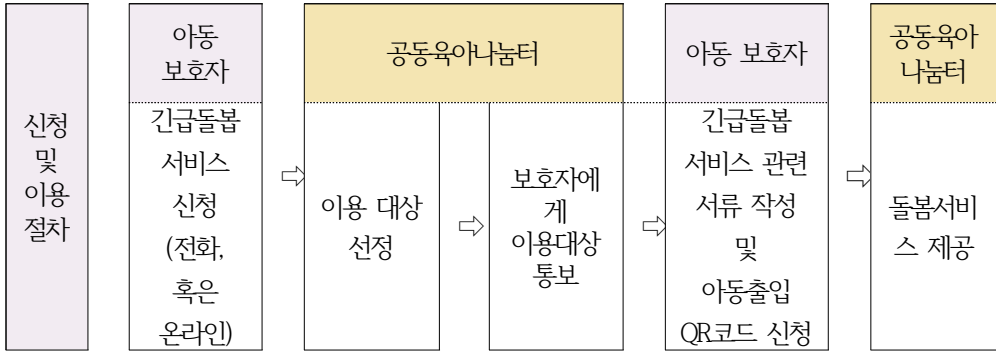 신청
및
이용
절차
아동
보호자
긴급돌봅
서비스
신청
(전화,
혹은
온라인)
⇨
공동육아나눔터
이용 대상
선정
⇨
보호자에
게
이용대상
통보
⇨
아동 보호자
긴급돌봅
서비스 관련
서류 작성
및
아동출입
QR코드 신청
⇨
공동육아
나눔터
돌봄서비
스 제공